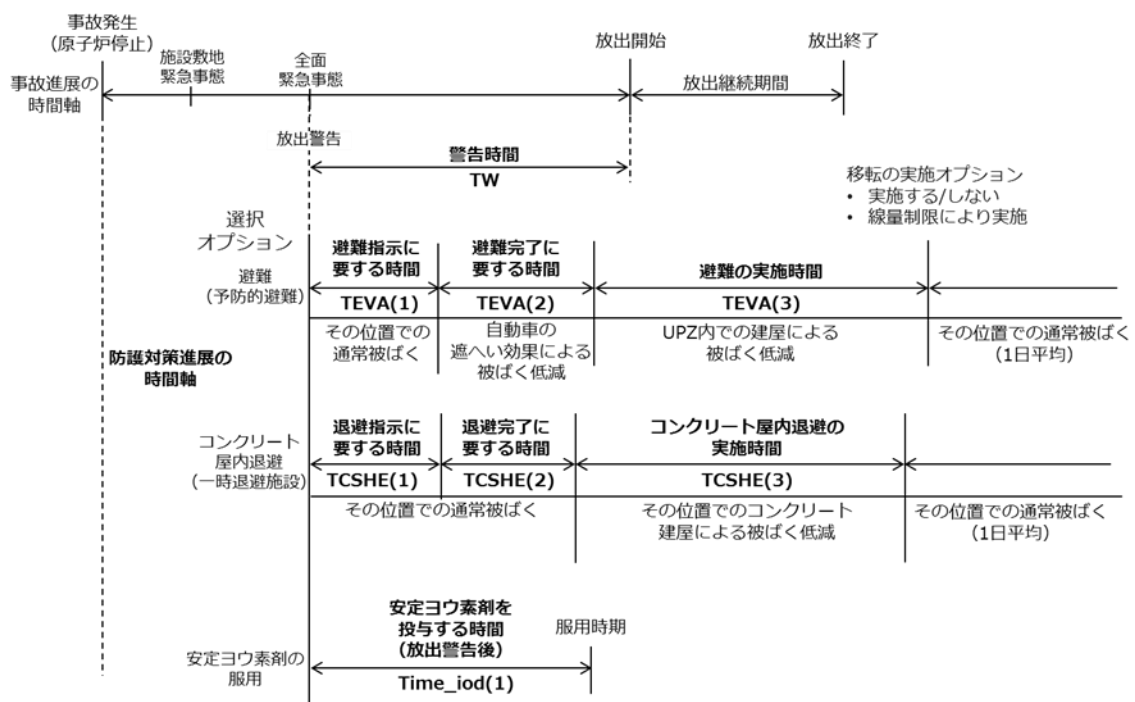 事故発生
（原子炉停止）
施設敷地
緊急事態
全面
緊急事態
放出開始
放出終了
事故進展の
時間軸
放出継続期間
放出警告
警告時間
TW
移転の実施オプション
• 実施する/しない
• 線量制限により実施
選択
オプション
避難
（予防的避難）
避難指示に
要する時間
TEVA(1)
避難完了に
要する時間
TEVA(2)
避難の実施時間
TEVA(3)
その位置での
通常被ばく
自動車の
遮へい効果による
被ばく低減
UPZ内での建屋による
被ばく低減
その位置での通常被ばく
（1日平均）
防護対策進展の
時間軸
コンクリート
屋内退避
（一時退避施設）
退避指示に
要する時間
TCSHE(1)
退避完了に
要する時間
TCSHE(2)
コンクリート屋内退避の
実施時間
TCSHE(3)
その位置での通常被ばく
その位置でのコンクリート
建屋による被ばく低減
その位置での通常被ばく
（1日平均）
安定ヨウ素剤を
投与する時間
（放出警告後）
服用時期
安定ヨウ素剤の
服用
Time_iod(1)